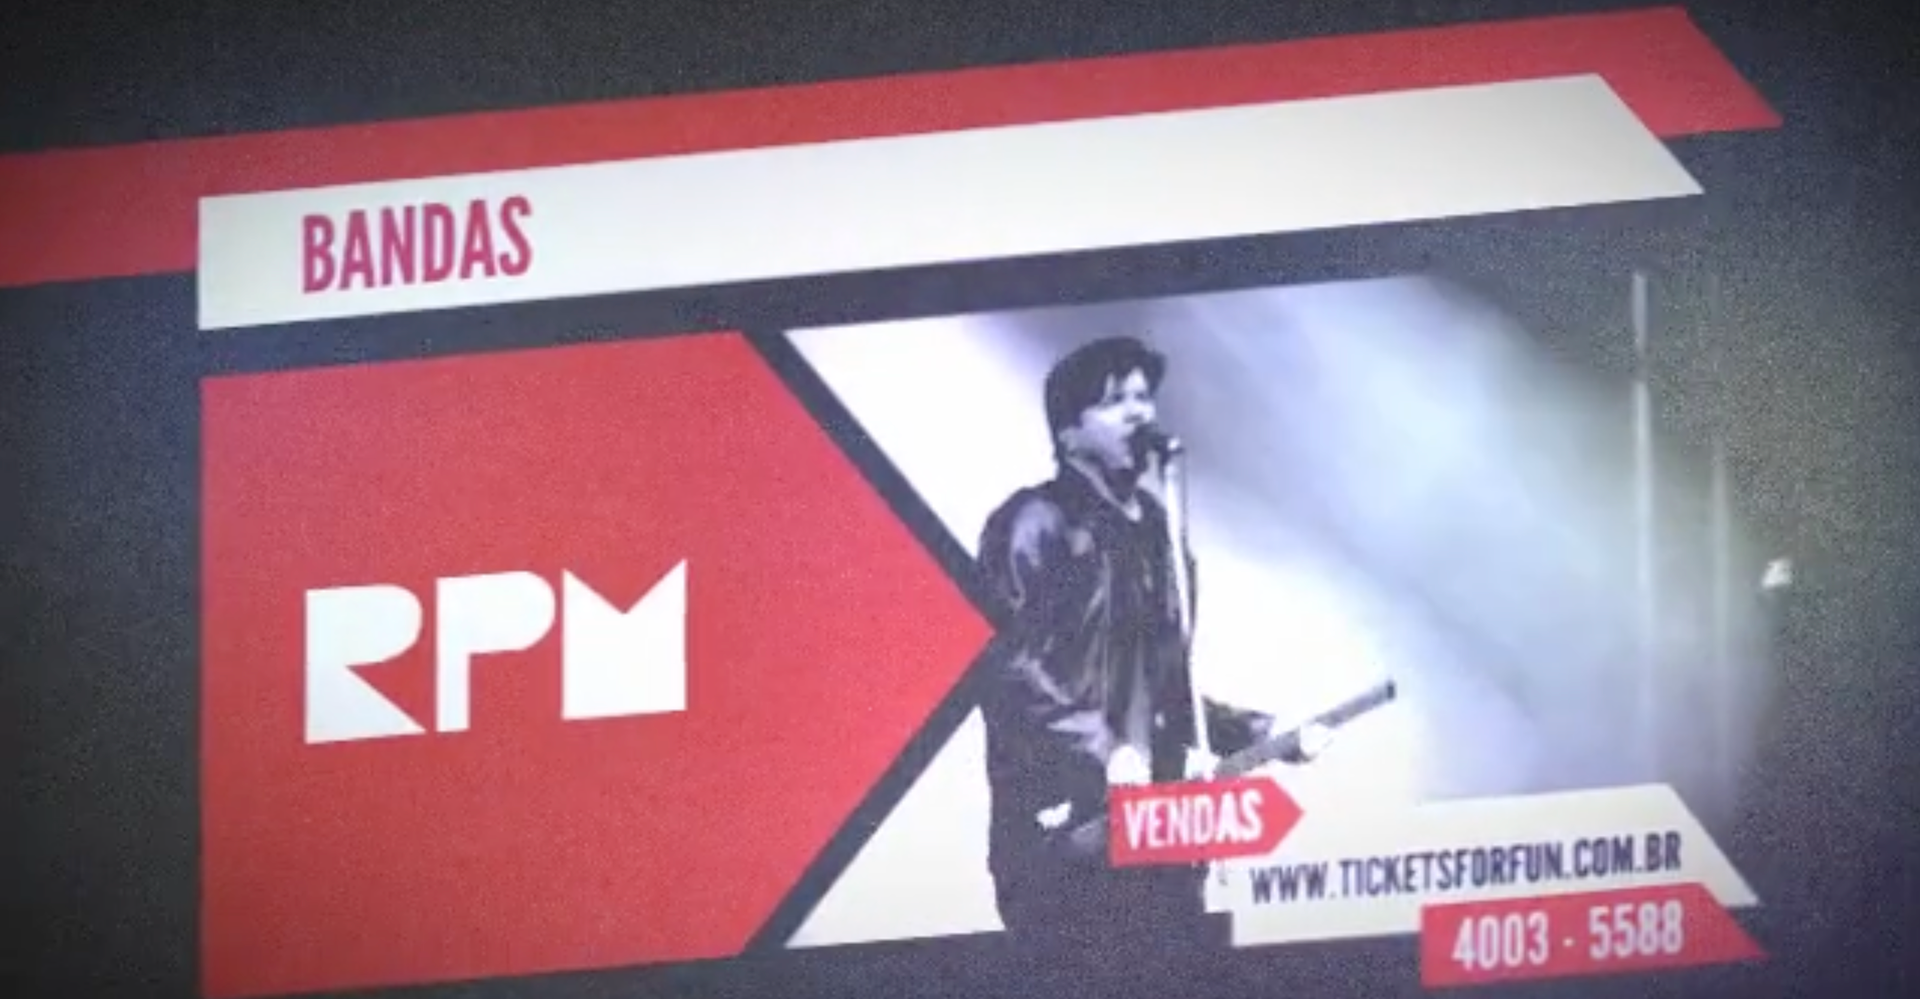 BANDAS
RPM
VENDAS
WWW.TICKETSFORFUN.COM.BR
4003 - 5588